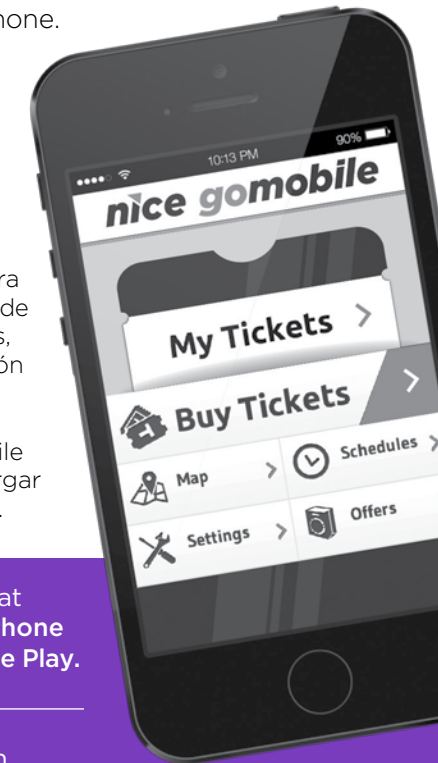 hone.
ra
de
s,
ón
ile
rgar
.
at
hone
e Play.
10:13 PM
90%
nice gomobile
My Tickets
Buy Tickets
Map
Schedules
Settings
Offers